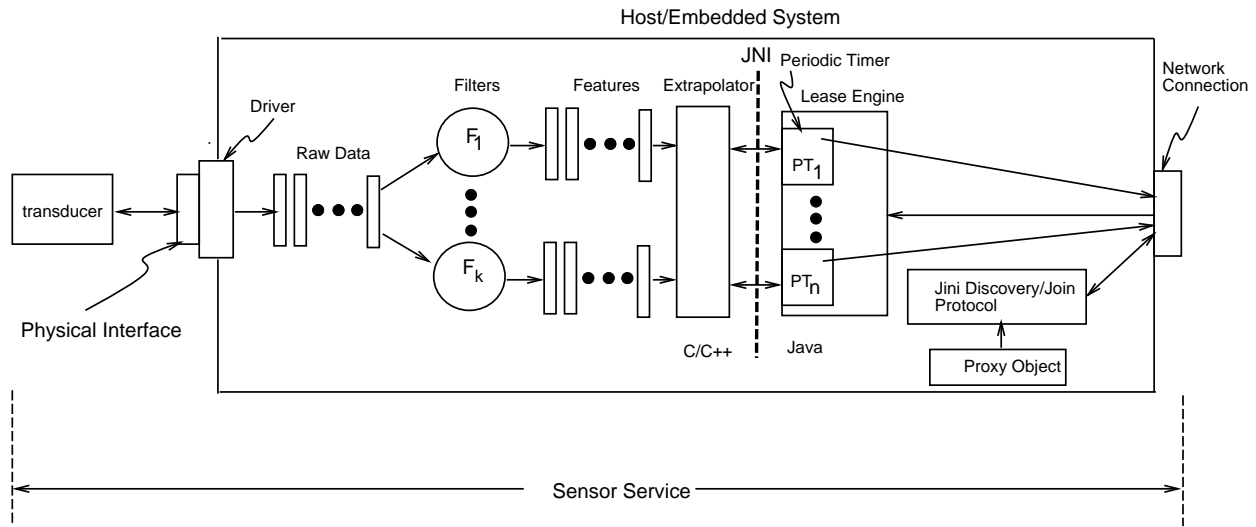 Host/Embedded System
JNI
Periodic Timer
Network
Connection
Filters
Features
Extrapolator
Lease Engine
Driver
Raw Data
F1
PT1
transducer
Fk
PTn
Jini Discovery/Join
Protocol
Physical Interface
C/C++
Java
Proxy Object
Sensor Service